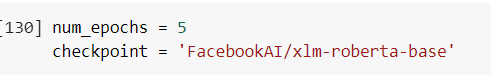 [130] num_epochs = 5
checkpoint = 'FacebookAI/xlm-roberta-base'